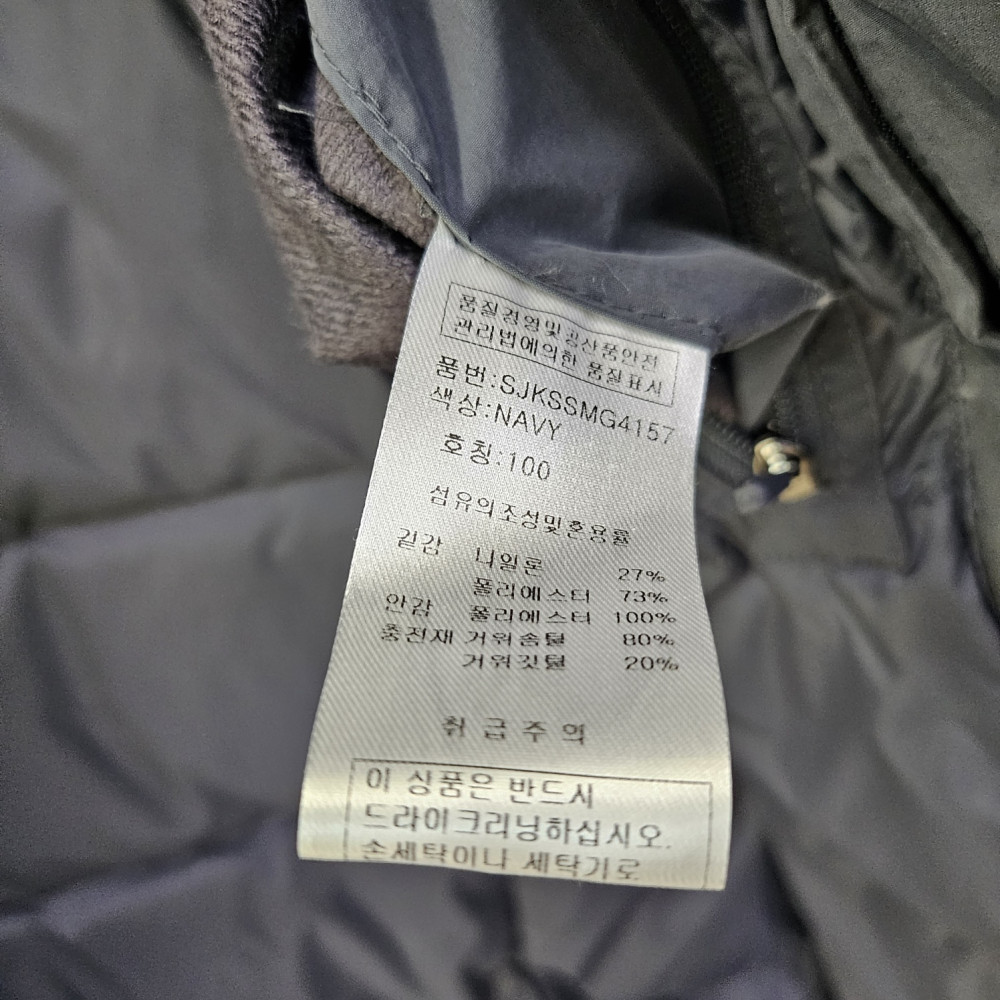 품질경영및공산품안전
관리법에의한 품질표시
품번:SJKSSMG4157
색상:NAVY
호칭:100
섬유의조성및혼용률
길감 나일론 27%
폴리에스터 73%
안감 폴리에스터 100%
충전재 거위솜털 80%
거위깃털 20%
취급주의
이 상품은 반드시
드라이크리닝하십시오.
손세탁이나 세탁기로